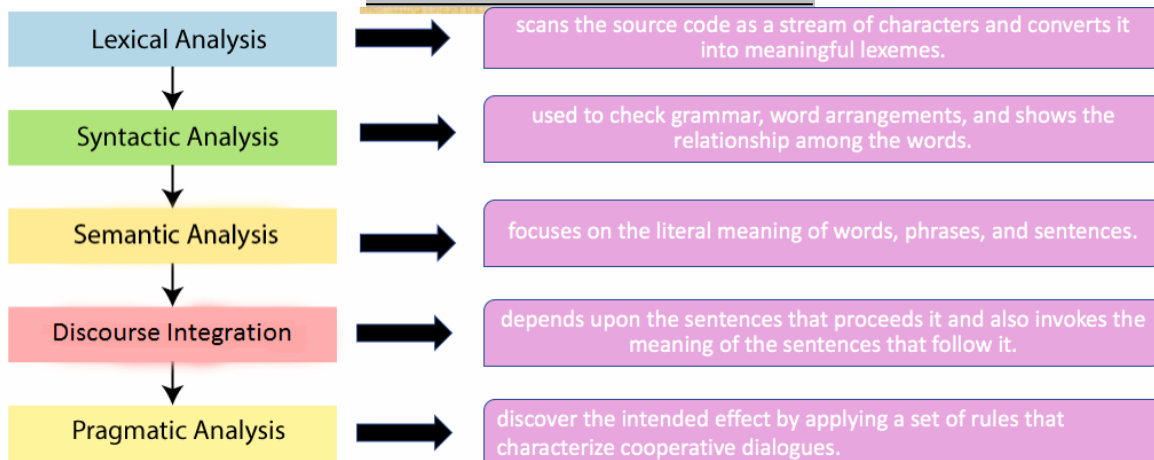 Lexical Analysis
scans the source code as a stream of characters and converts it
into meaningful lexemes.
Syntactic Analysis
used to check grammar, word arrangements, and shows the
relationship among the words.
Semantic Analysis
focuses on the literal meaning of words, phrases, and sentences.
Discourse Integration
depends upon the sentences that proceeds it and also invokes the
meaning of the sentences that follow it.
Pragmatic Analysis
discover the intended effect by applying a set of rules that
characterize cooperative dialogues.